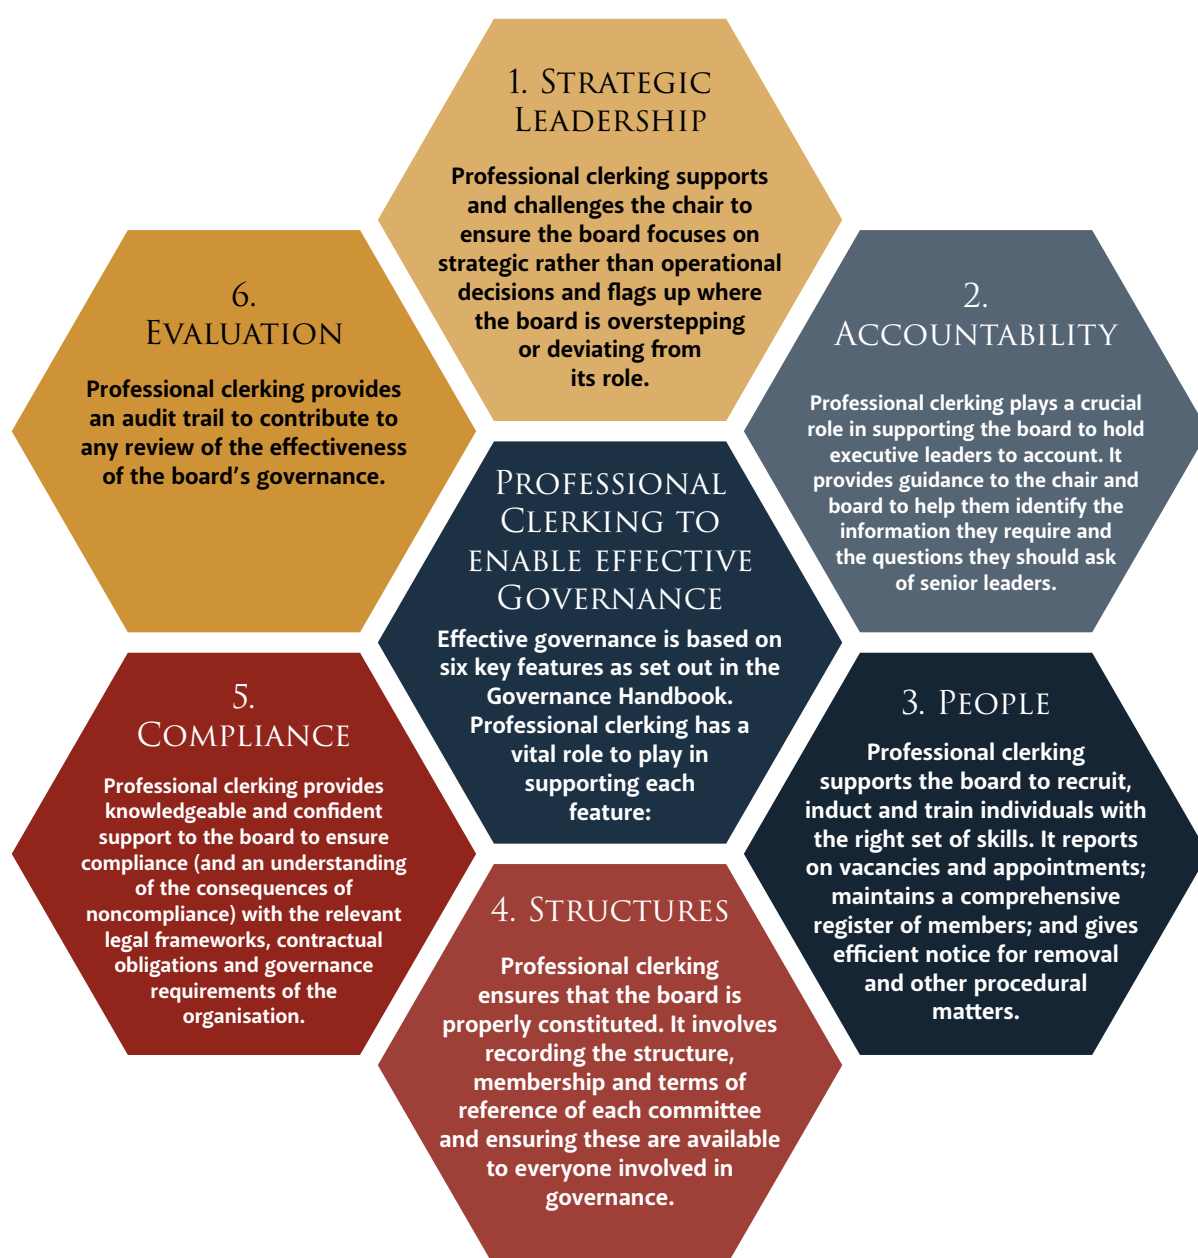 1. Strategic
Leadership
Professional clerking supports
and challenges the chair to
ensure the board focuses on
strategic rather than operational
decisions and flags up where
the board is overstepping
or deviating from
its role.
2.
Accountability
Professional clerking plays a crucial
role in supporting the board to hold
executive leaders to account. It
provides guidance to the chair and
board to help them identify the
information they require and
the questions they should ask
of senior leaders.
3. People
Professional clerking
supports the board to recruit,
induct and train individuals with
the right set of skills. It reports
on vacancies and appointments;
maintains a comprehensive
register of members; and gives
efficient notice for removal
and other procedural
matters.
4. Structures
Professional clerking
ensures that the board is
properly constituted. It involves
recording the structure,
membership and terms of
reference of each committee
and ensuring these are available
to everyone involved in
governance.
5.
Compliance
Professional clerking provides
knowledgeable and confident
support to the board to ensure
compliance (and an understanding
of the consequences of
noncompliance) with the relevant
legal frameworks, contractual
obligations and governance
requirements of the
organisation.
6.
Evaluation
Professional clerking provides
an audit trail to contribute to
any review of the effectiveness
of the board's governance.
Professional
Clerking to
enable effective
Governance
Effective governance is based on
six key features as set out in the
Governance Handbook.
Professional clerking has a
vital role to play in
supporting each
feature: